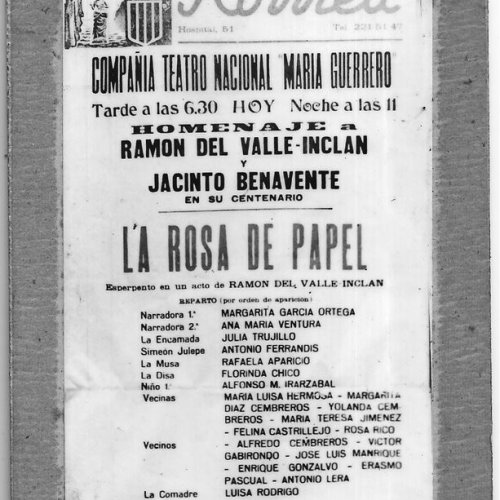 Romea
Hospital, 51 Tel. 221 51 47
COMPAÑIA TEATRO NACIONAL "MARIA GUERRERO"
Tarde a las 6.30 HOY Noche a las 11
HOMENAJE a
RAMON DEL VALLE-INCLAN
Y
JACINTO BENAVENTE
EN SU CENTENARIO
LA ROSA DE PAPEL
Esperpento en un acto de RAMON DEL VALLE INCLAN
REPARTO (por orden de aparición)
Narradora 1.ª MARGARITA GARCIA ORTEGA
Narradora 2.ª ANA MARIA VENTURA
La Encamada JULIA TRUJILLO
Simeón Julepe ANTONIO FERRANDIS
La Musa RAFAELA APARICIO
La Disa FLORINDA CHICO
Niño 1.º ALFONSO M. IRARZABAL
Vecinas MARIA LUISA HERMOSA - MARGARITA
DIAZ CEMBREROS - YOLANDA CEM-
BREROS - MARIA TERESA JIMENEZ
- FELINA CASTRILLEJO - ROSA RICO
Vecinos - ALFREDO CEMBREROS - VICTOR
GABIRONDO - JOSE LUIS MANRIQUE
- ENRIQUE GONZALVO - ERASMO
PASCUAL - ANTONIO LERA
La Comadre LUISA RODRIGO